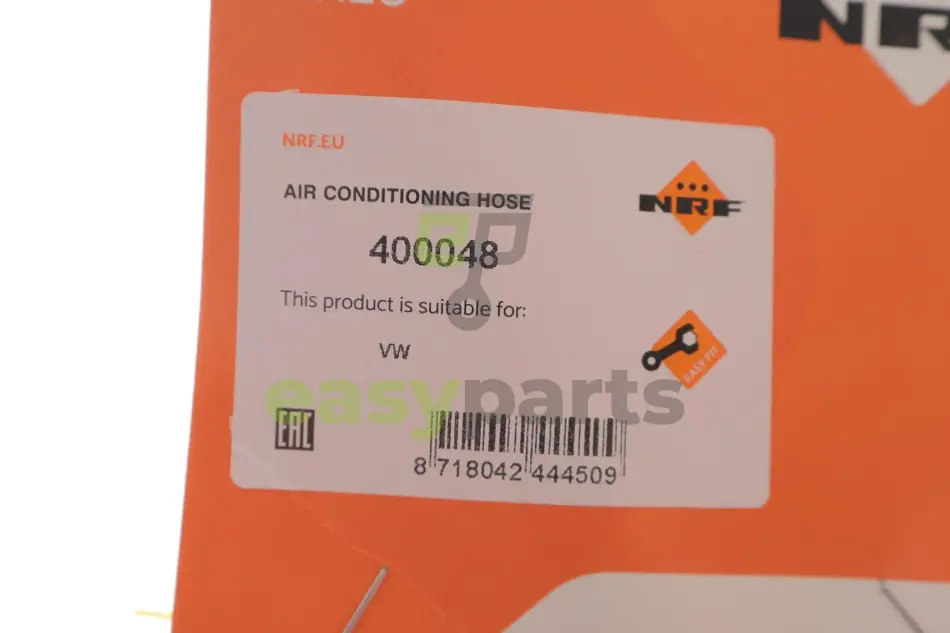 NRF
NRF.EU
AIR CONDITIONING HOSE
NRF
400048
This product is suitable for:
VW
EASY FIT
easyparts
EAC
8 718042 444509